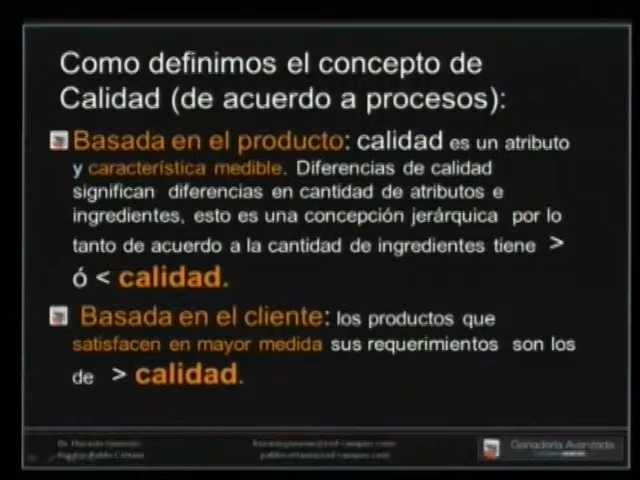 Como definimos el concepto de
Calidad (de acuerdo a procesos):
Basada en el producto: calidad es un atributo
y característica medible. Diferencias de calidad
significan diferencias en cantidad de atributos e
ingredientes, esto es una concepción jerárquica por lo
tanto de acuerdo a la cantidad de ingredientes tiene >
ó < calidad.
Basada en el cliente: los productos que
satisfacen en mayor medida sus requerimientos son los
de > calidad.
Ganadería Avanzada